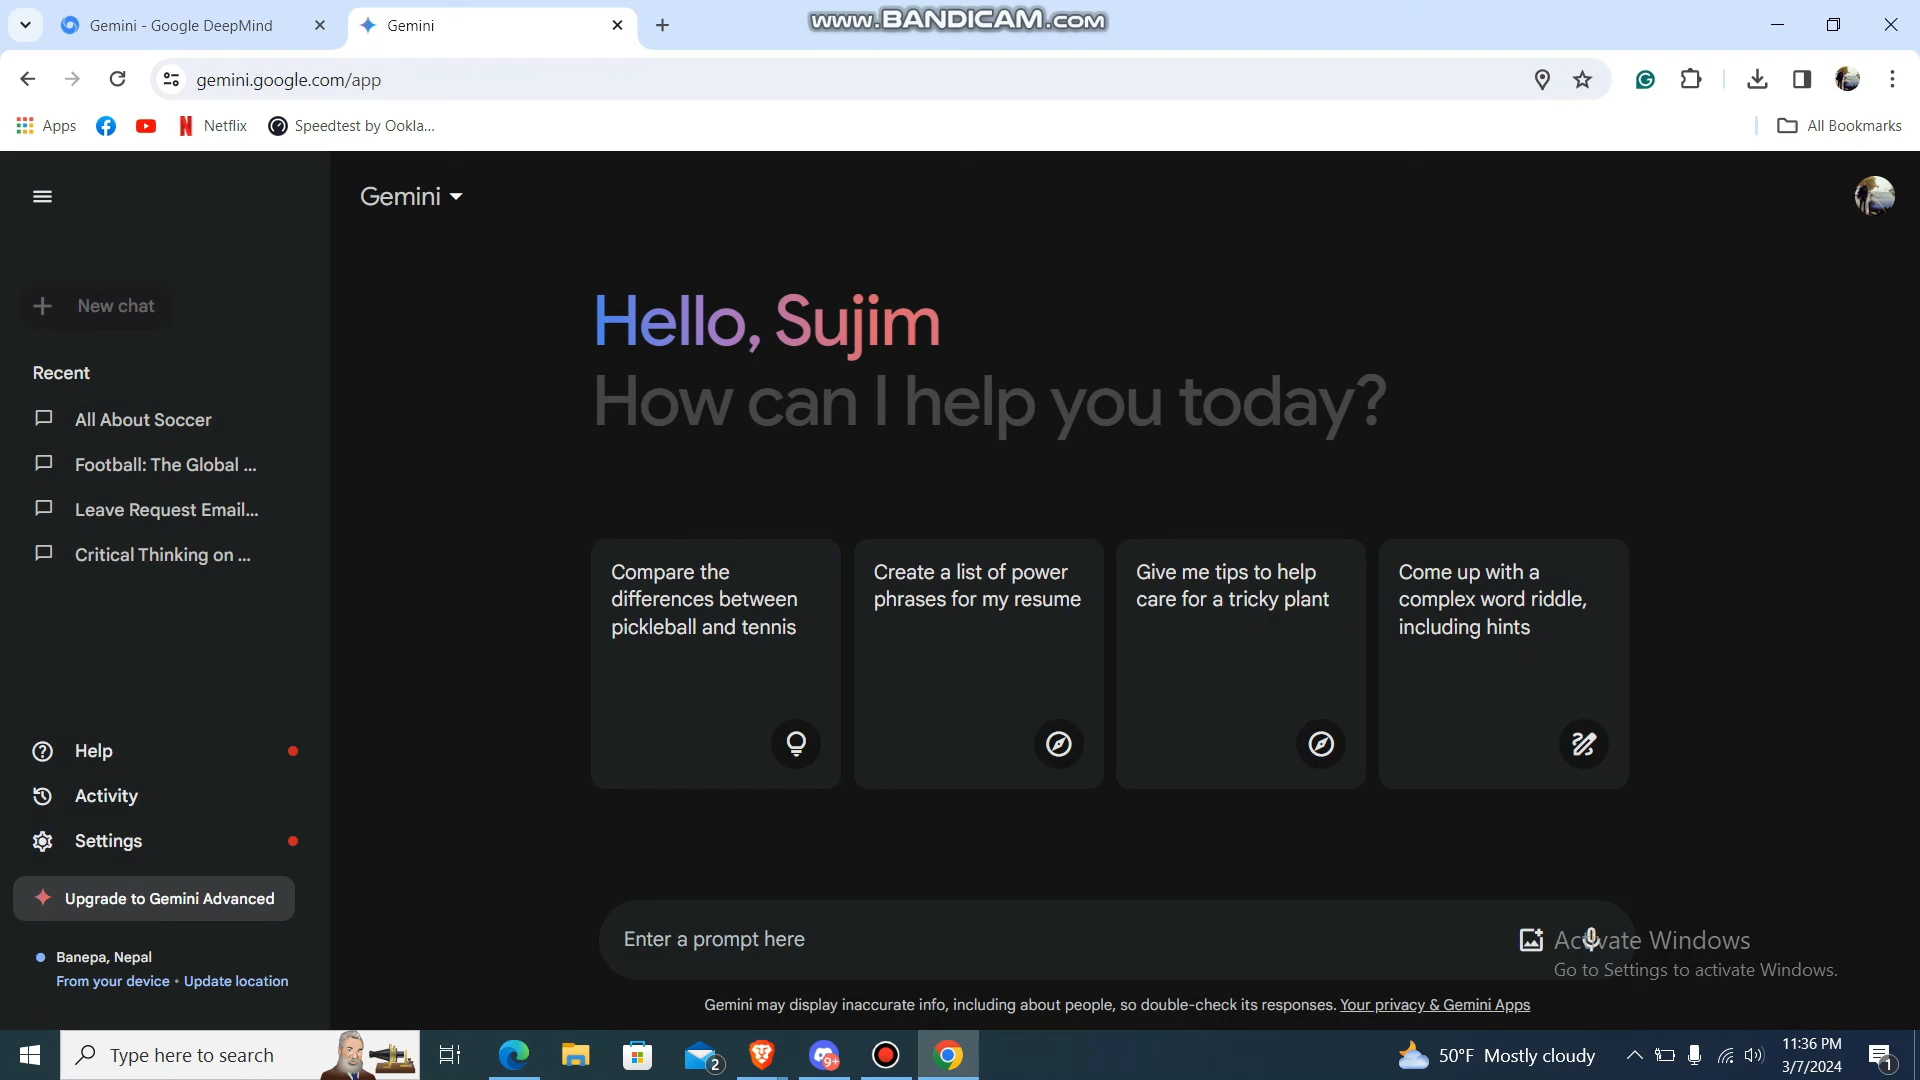 Gemini - Google DeepMind
Gemini
www.BANDICAM.com
gemini.google.com/app
Apps
Netflix
Speedtest by Ookla...
All Bookmarks
Gemini
New chat
Recent
All About Soccer
Football: The Global ...
Leave Request Email...
Critical Thinking on ...
Help
Activity
Settings
Upgrade to Gemini Advanced
Banepa, Nepal
From your device • Update location
Hello, Sujim
How can I help you today?
Compare the
differences between
pickleball and tennis
Create a list of power
phrases for my resume
Give me tips to help
care for a tricky plant
Come up with a
complex word riddle,
including hints
Enter a prompt here
Activate Windows
Go to Settings to activate Windows.
Gemini may display inaccurate info, including about people, so double-check its responses. Your privacy & Gemini Apps
Type here to search
2
9+
50°F Mostly cloudy
11:36 PM
3/7/2024
1